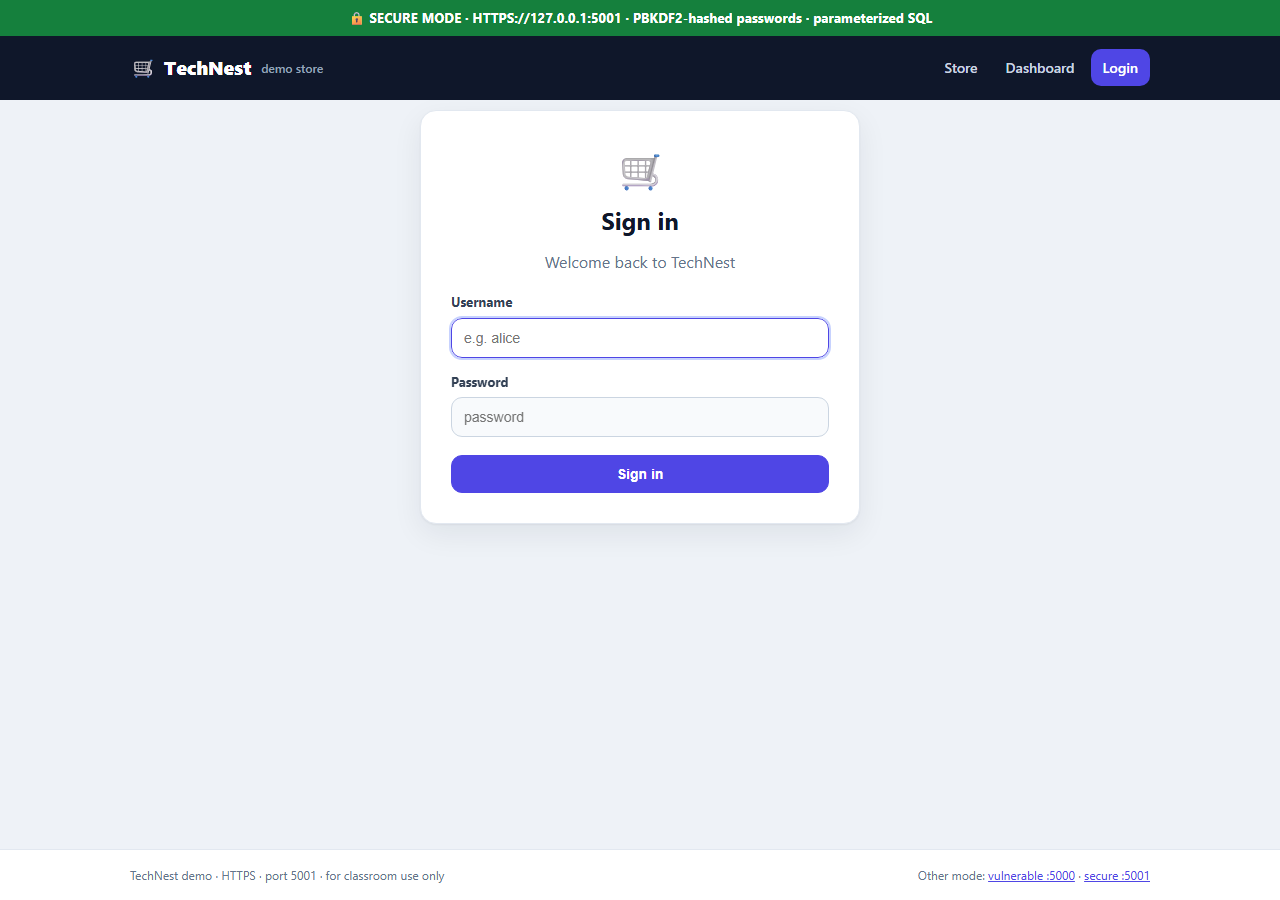 🔒 SECURE MODE · HTTPS://127.0.0.1:5001 · PBKDF2-hashed passwords · parameterized SQL
TechNest demo store Store Dashboard Login
Sign in
Welcome back to TechNest
Username
e.g. alice
Password
password
Sign in
TechNest demo · HTTPS · port 5001 · for classroom use only Other mode: vulnerable :5000 · secure :5001